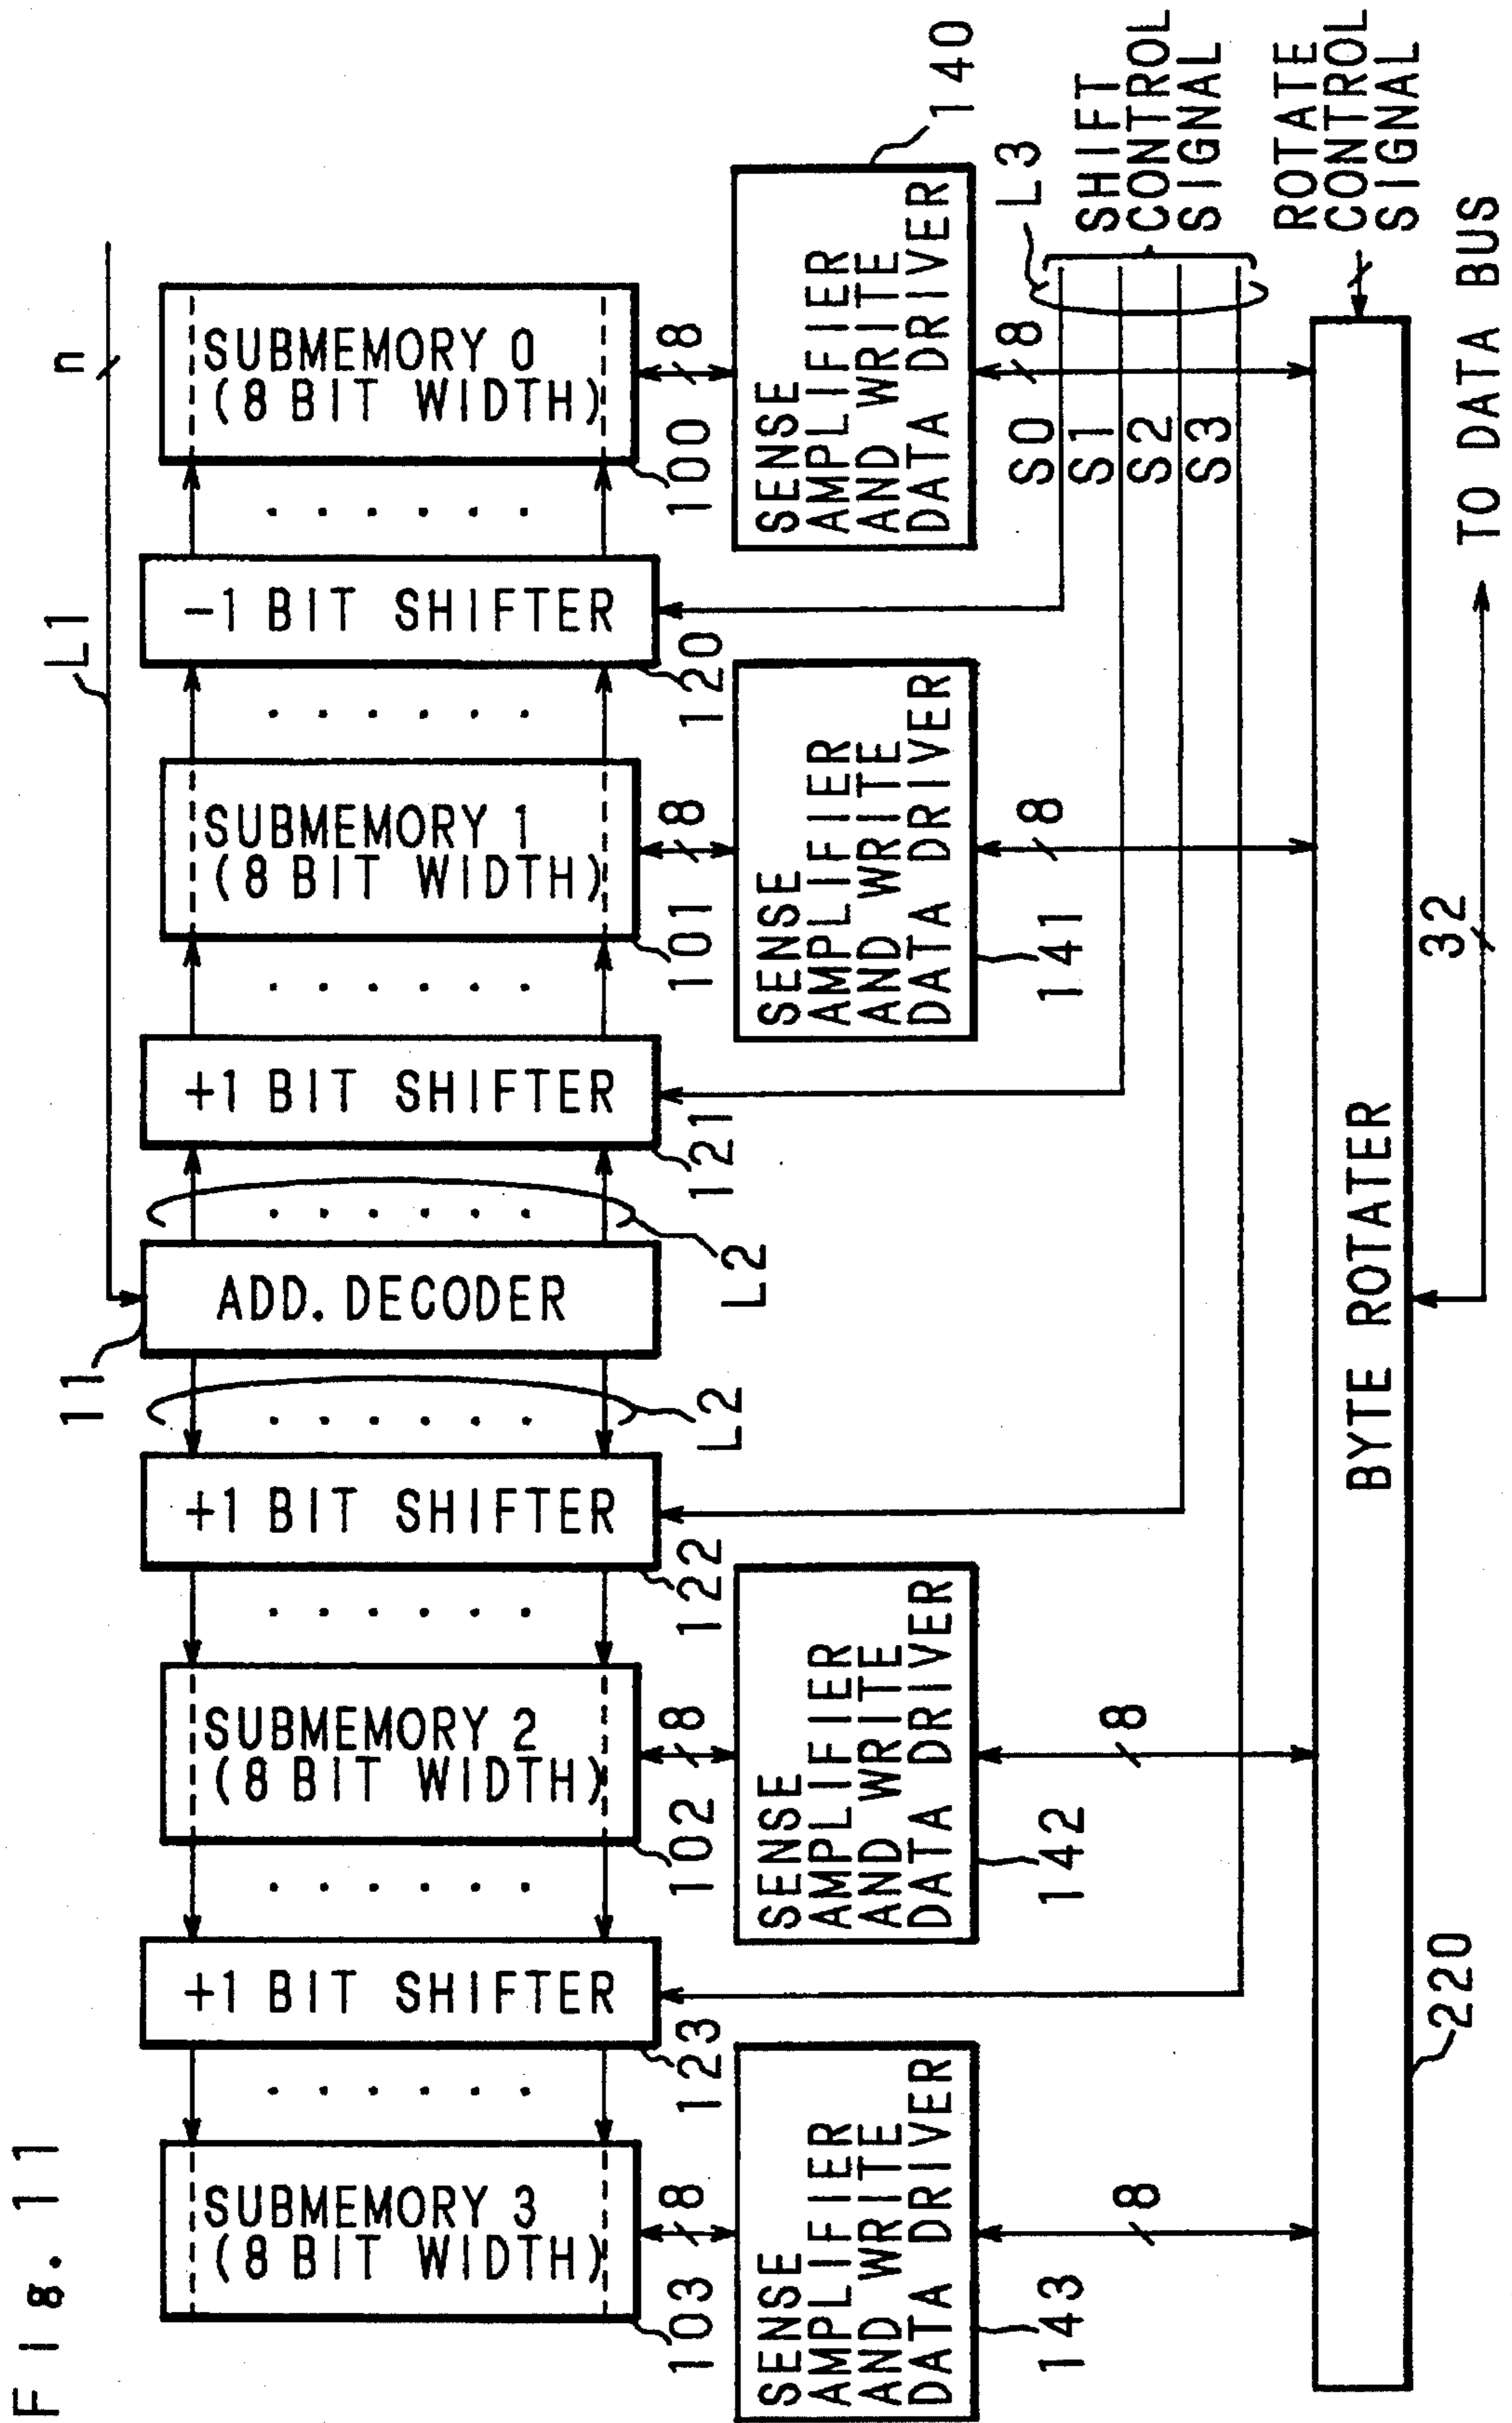 Fig. 11
L1
n
11
SUBMEMORY 3
(8 BIT WIDTH)
+1 BIT SHIFTER
SUBMEMORY 2
(8 BIT WIDTH)
+1 BIT SHIFTER
ADD. DECODER
+1 BIT SHIFTER
SUBMEMORY 1
(8 BIT WIDTH)
-1 BIT SHIFTER
SUBMEMORY 0
(8 BIT WIDTH)
103
8
123
102
8
122
L2
L2
121
101
8
120
100
8
SENSE
AMPLIFIER
AND WRITE
DATA DRIVER
SENSE
AMPLIFIER
AND WRITE
DATA DRIVER
SENSE
AMPLIFIER
AND WRITE
DATA DRIVER
SENSE
AMPLIFIER
AND WRITE
DATA DRIVER
140
143
8
142
8
141
8
8
S0
S1
S2
S3
L3
SHIFT
CONTROL
SIGNAL
ROTATE
CONTROL
SIGNAL
BYTE ROTATER
220
32
TO DATA BUS